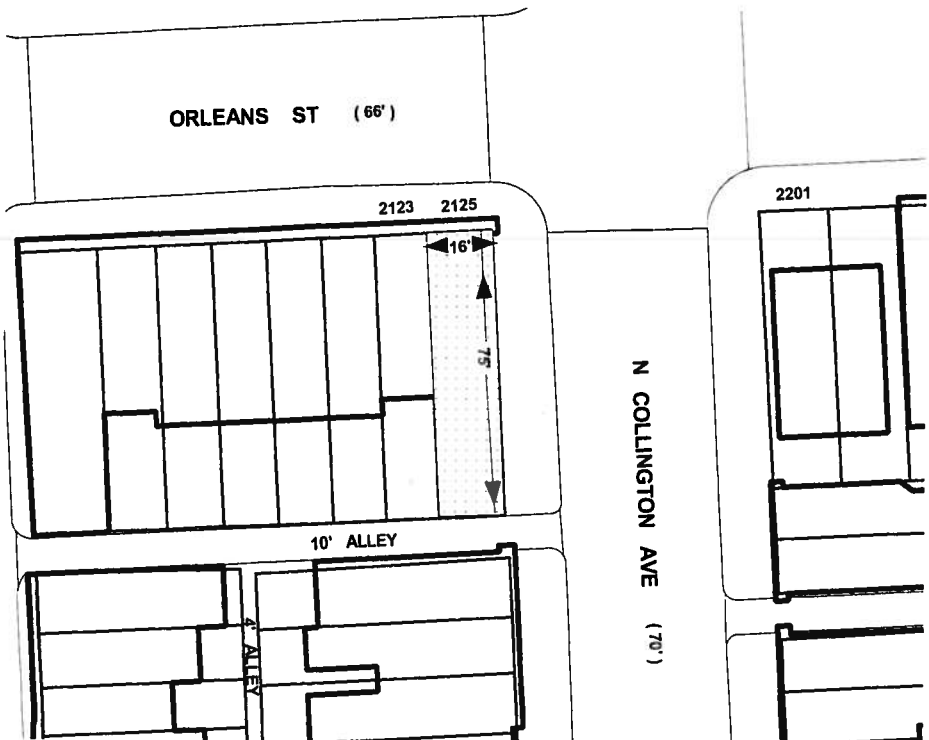 ORLEANS ST (66')
2123 2125
2201
16'
75'
N COLLINGTON AVE (70')
10' ALLEY
4' ALLEY